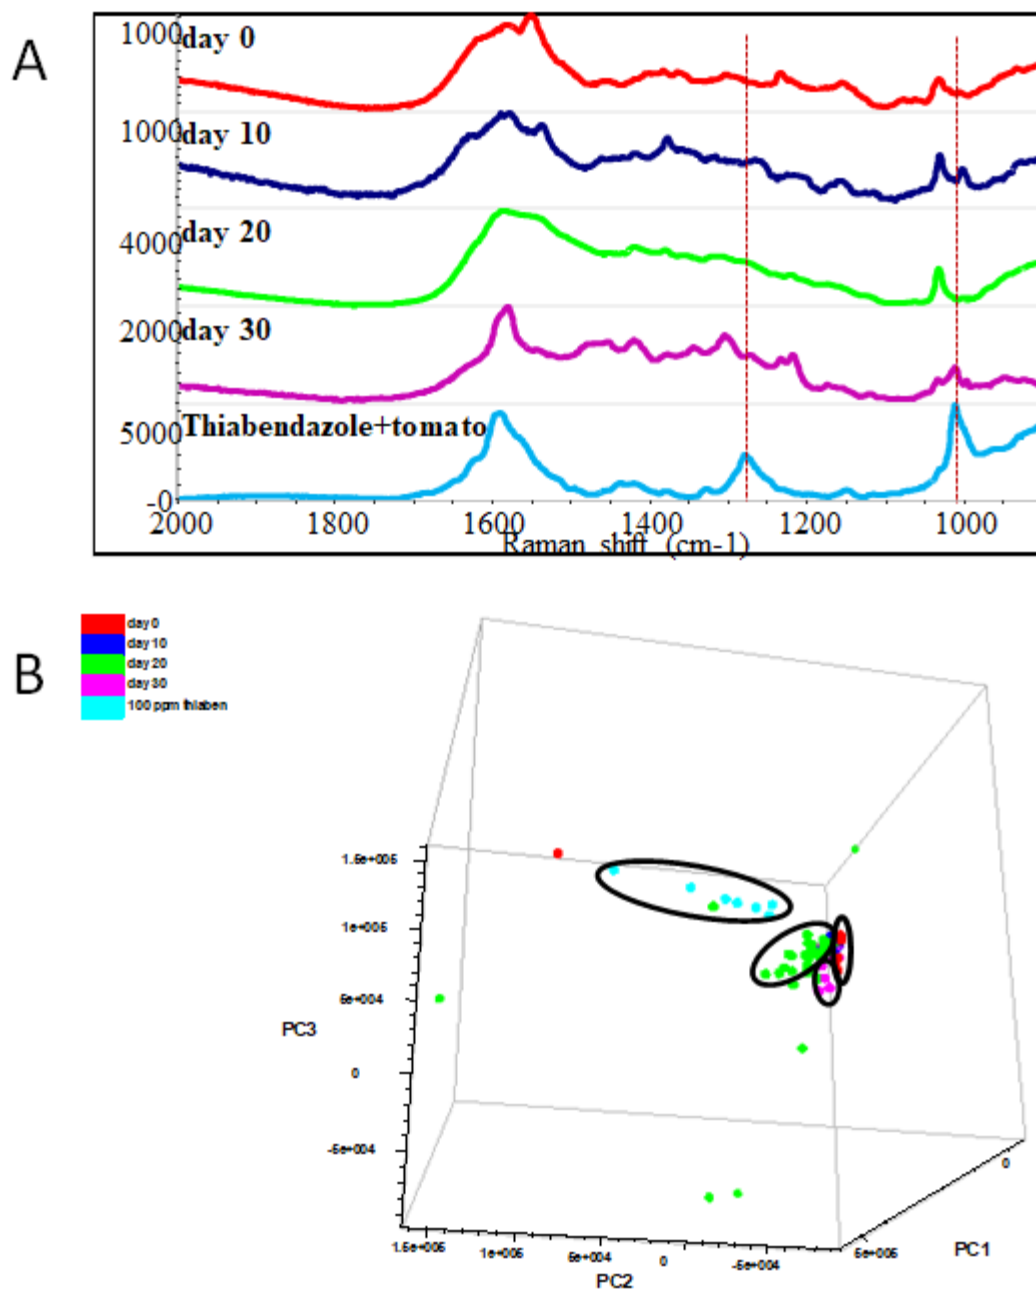 A
1000
day 0
1000
day 10
4000
day 20
2000
day 30
5000
Thiabendazole+tomato
-0
2000 1800 1600 1400 1200 1000
Raman shift (cm-1)
B
day 0
day 10
day 20
day 30
100 ppm thiaben
1.5e+005
1e+005
5e+004
PC3
0
-5e+004
0
1.5e+005 1e+005 5e+004 0 -5e+004 5e+005
PC1
PC2